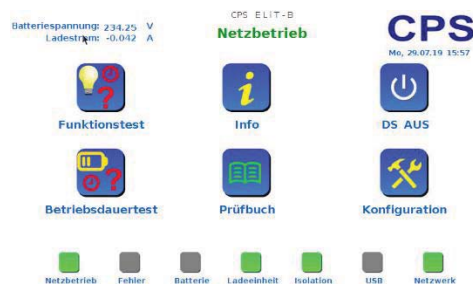 Batteriespannung: 234.25 V
Ladestrom: -0.042 A
CPS ELIT-B
Netzbetrieb
CPS
Mo, 29.07.19 15:57
Funktionstest
Info
DS AUS
Betriebsdauertest
Prüfbuch
Konfiguration
Netzbetrieb Fehler Batterie Ladeeinheit Isolation USB Netzwerk